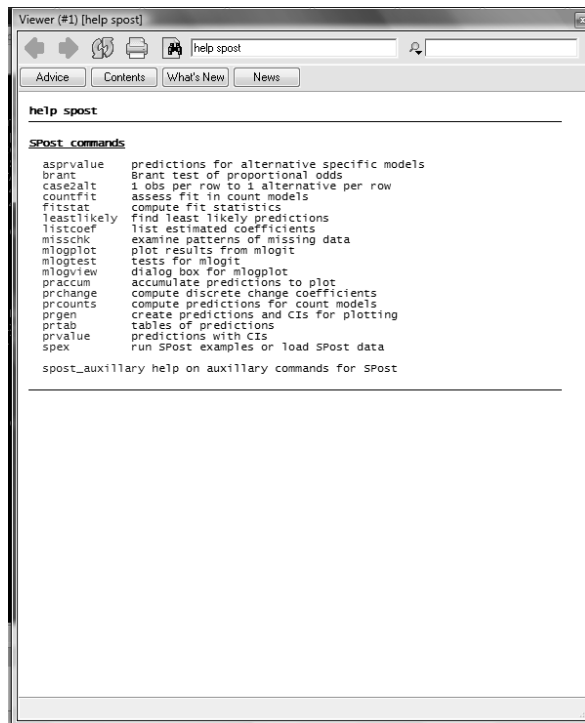 Viewer (#1) [help spost]
help spost
Advice Contents What's New News
help spost
SPost commands
asprvalue predictions for alternative specific models
brant Brant test of proportional odds
case2alt 1 obs per row to 1 alternative per row
countfit assess fit in count models
fitstat compute fit statistics
leastlikely find least likely predictions
listcoef list estimated coefficients
misschk examine patterns of missing data
mlogplot plot results from mlogit
mlogtest tests for mlogit
mlogview dialog box for mlogplot
praccum accumulate predictions to plot
prchange compute discrete change coefficients
prcounts compute predictions for count models
prgen create predictions and CIs for plotting
prtab tables of predictions
prvalue predictions with CIs
spex run SPost examples or load SPost data
spost_auxillary help on auxillary commands for SPost